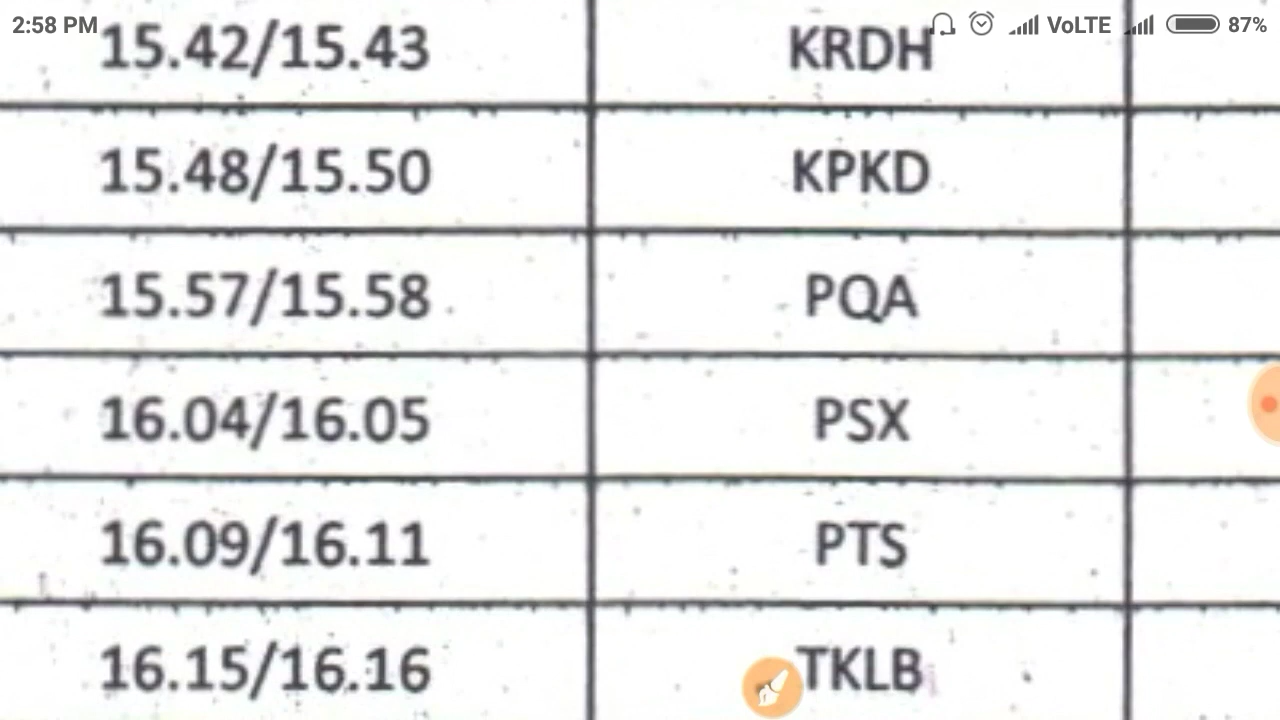 2:58 PM VoLTE 87%
15.42/15.43 KRDH
15.48/15.50 KPKD
15.57/15.58 PQA
16.04/16.05 PSX
16.09/16.11 PTS
16.15/16.16 TKLB